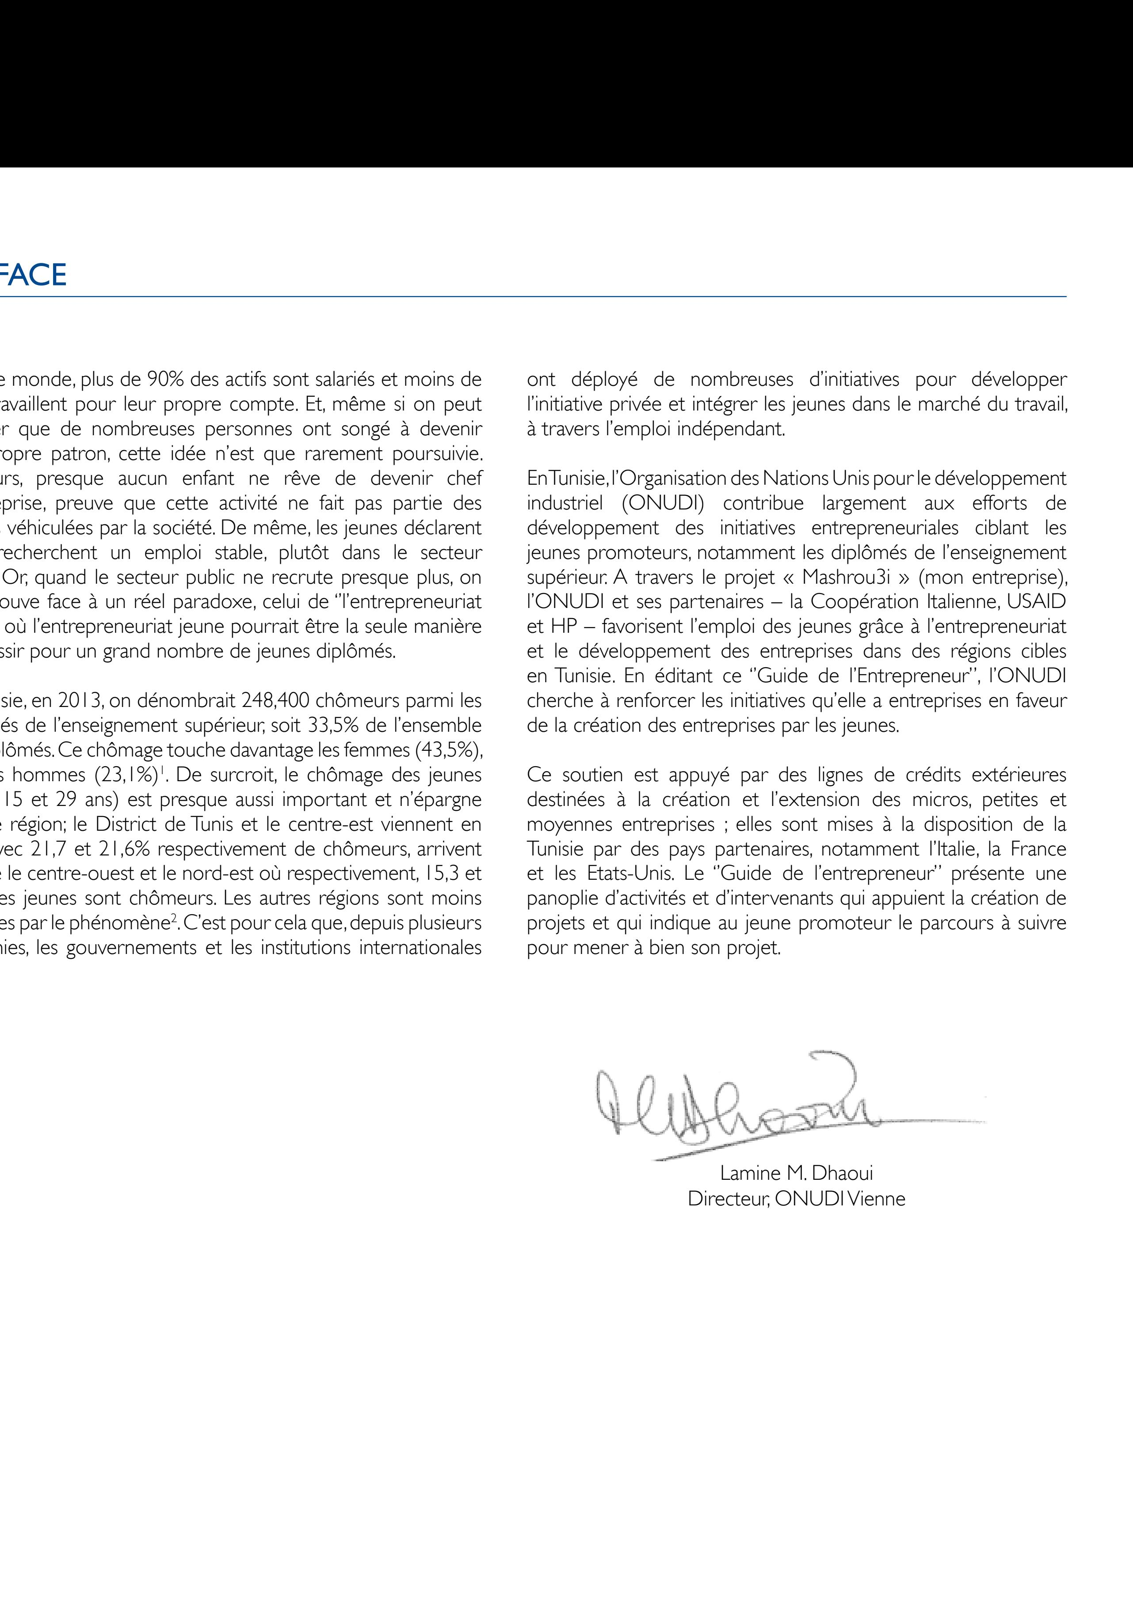 FACE
e monde, plus de 90% des actifs sont salariés et moins de
availlent pour leur propre compte. Et, même si on peut
er que de nombreuses personnes ont songé à devenir
ropre patron, cette idée n'est que rarement poursuivie.
urs, presque aucun enfant ne rêve de devenir chef
eprise, preuve que cette activité ne fait pas partie des
s véhiculées par la société. De même, les jeunes déclarent
recherchent un emploi stable, plutôt dans le secteur
Or, quand le secteur public ne recrute presque plus, on
ouve face à un réel paradoxe, celui de "l'entrepreneuriat
où l'entrepreneuriat jeune pourrait être la seule manière
ssir pour un grand nombre de jeunes diplômés.
sie, en 2013, on dénombrait 248,400 chômeurs parmi les
és de l'enseignement supérieur, soit 33,5% de l'ensemble
plômés. Ce chômage touche davantage les femmes (43,5%),
s hommes (23,1%)¹. De surcroit, le chômage des jeunes
15 et 29 ans) est presque aussi important et n'épargne
e région; le District de Tunis et le centre-est viennent en
vec 21,7 et 21,6% respectivement de chômeurs, arrivent
e le centre-ouest et le nord-est où respectivement, 15,3 et
es jeunes sont chômeurs. Les autres régions sont moins
es par le phénomène². C'est pour cela que, depuis plusieurs
nies, les gouvernements et les institutions internationales
ont déployé de nombreuses d'initiatives pour développer
l'initiative privée et intégrer les jeunes dans le marché du travail,
à travers l'emploi indépendant.
En Tunisie, l'Organisation des Nations Unis pour le développement
industriel (ONUDI) contribue largement aux efforts de
développement des initiatives entrepreneuriales ciblant les
jeunes promoteurs, notamment les diplômés de l'enseignement
supérieur. A travers le projet « Mashrou3i » (mon entreprise),
l'ONUDI et ses partenaires – la Coopération Italienne, USAID
et HP – favorisent l'emploi des jeunes grâce à l'entrepreneuriat
et le développement des entreprises dans des régions cibles
en Tunisie. En éditant ce "Guide de l'Entrepreneur", l'ONUDI
cherche à renforcer les initiatives qu'elle a entreprises en faveur
de la création des entreprises par les jeunes.
Ce soutien est appuyé par des lignes de crédits extérieures
destinées à la création et l'extension des micros, petites et
moyennes entreprises ; elles sont mises à la disposition de la
Tunisie par des pays partenaires, notamment l'Italie, la France
et les Etats-Unis. Le "Guide de l'entrepreneur" présente une
panoplie d'activités et d'intervenants qui appuient la création de
projets et qui indique au jeune promoteur le parcours à suivre
pour mener à bien son projet.
Lamine M. Dhaoui
Directeur, ONUDI Vienne